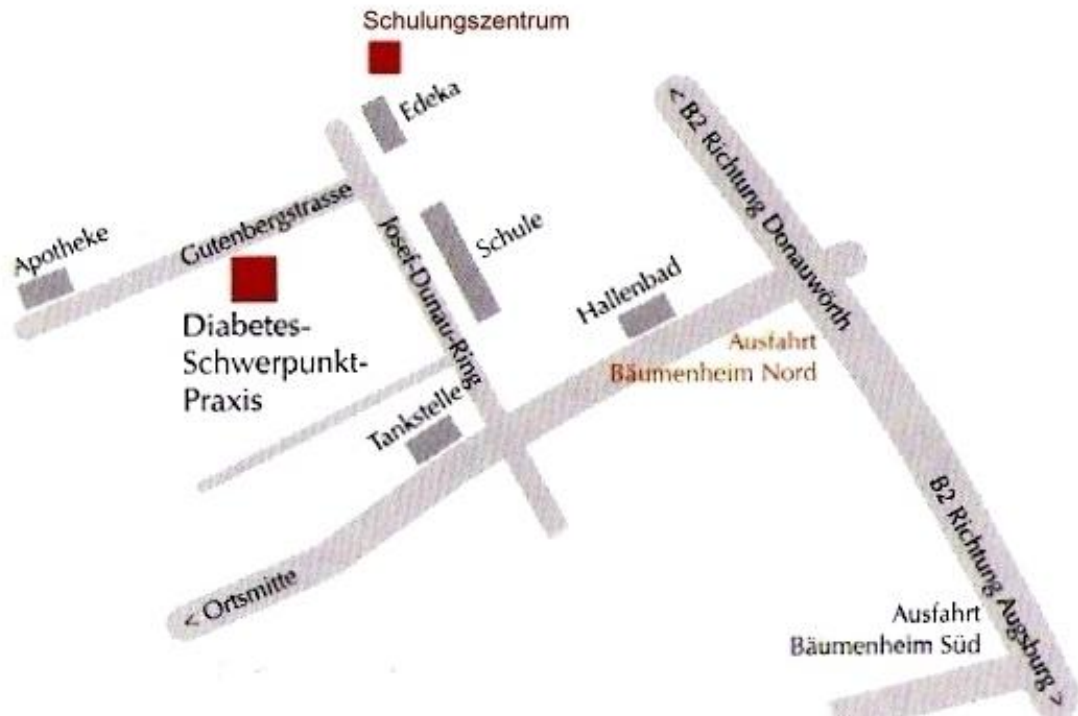 Schulungszentrum
Edeka
< B2 Richtung Donauwörth
Gutenbergstrasse
Apotheke
Josef-Dunau-Ring
Schule
Hallenbad
Diabetes-
Schwerpunkt-
Praxis
Ausfahrt
Bäumenheim Nord
Tankstelle
B2 Richtung Augsburg >
< Ortsmitte
Ausfahrt
Bäumenheim Süd